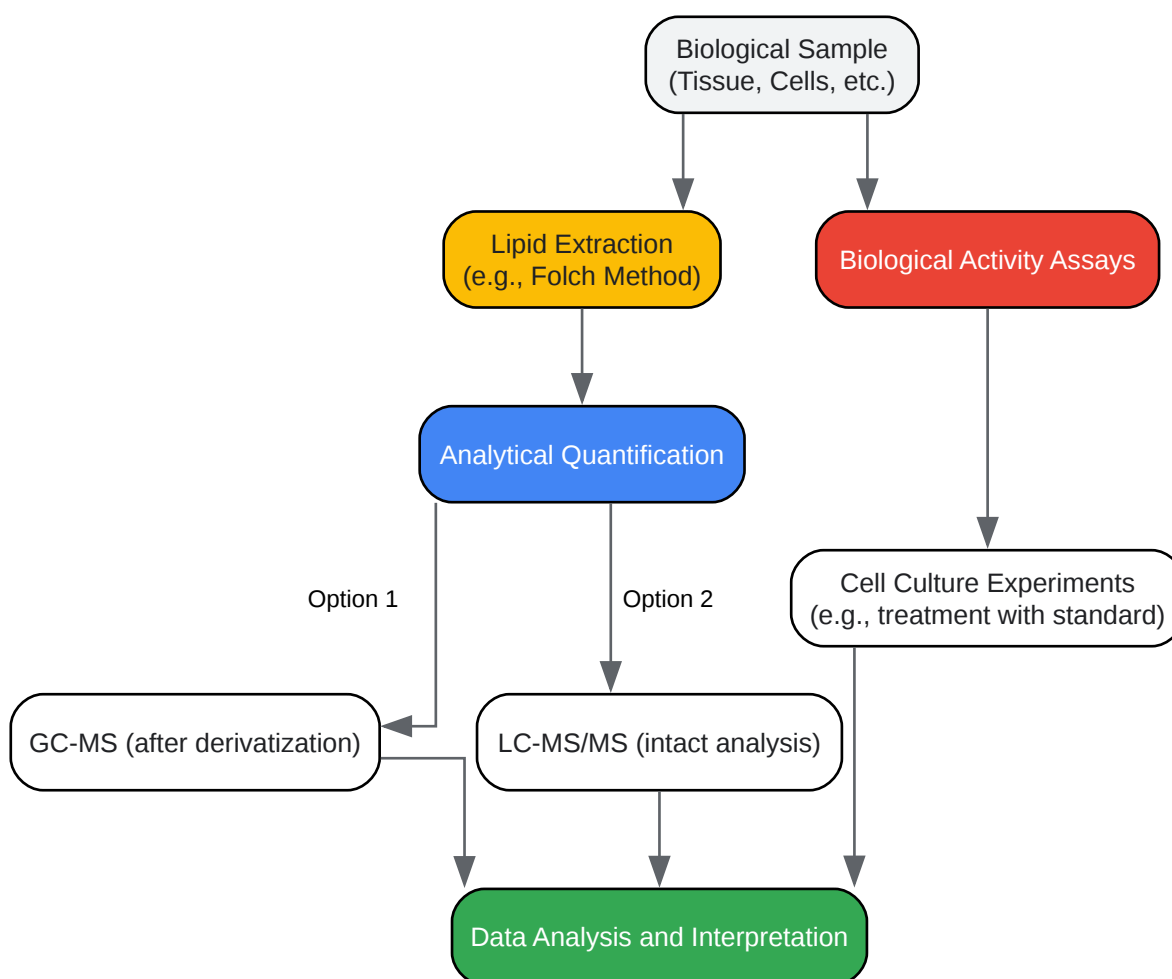 Biological Sample
(Tissue, Cells, etc.)
Lipid Extraction
(e.g., Folch Method)
Biological Activity Assays
Analytical Quantification
Option 1
Option 2
Cell Culture Experiments
(e.g., treatment with standard)
GC-MS (after derivatization)
LC-MS/MS (intact analysis)
Data Analysis and Interpretation